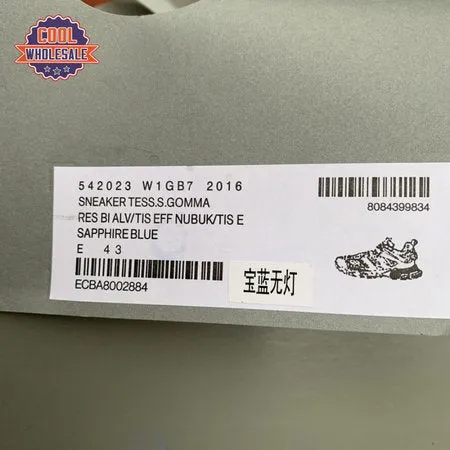 COOL
WHOLESALE
542023 W1GB7 2016
SNEAKER TESS.S.GOMMA
RES BI ALV/TIS EFF NUBUK/TIS E
SAPPHIRE BLUE
E 43
ECBA8002884
8084399834
宝蓝无灯